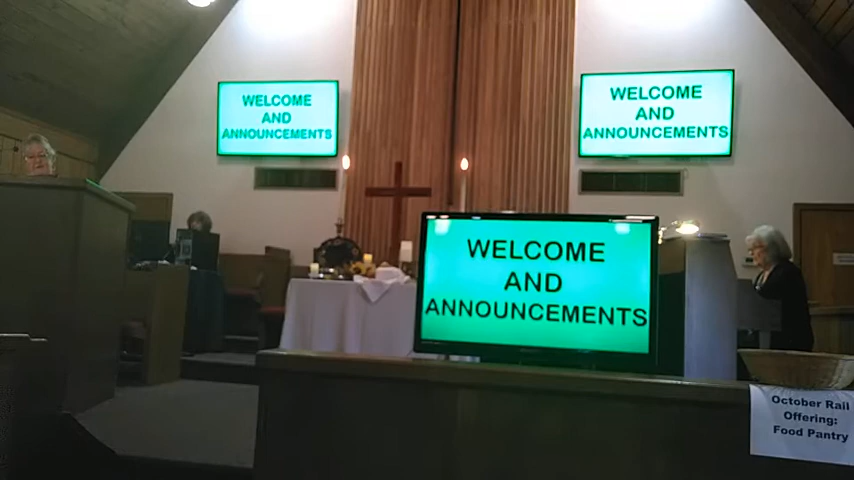 WELCOME
AND
ANNOUNCEMENTS
WELCOME
AND
ANNOUNCEMENTS
WELCOME
AND
ANNOUNCEMENTS
October Rail
Offering:
Food Pantry